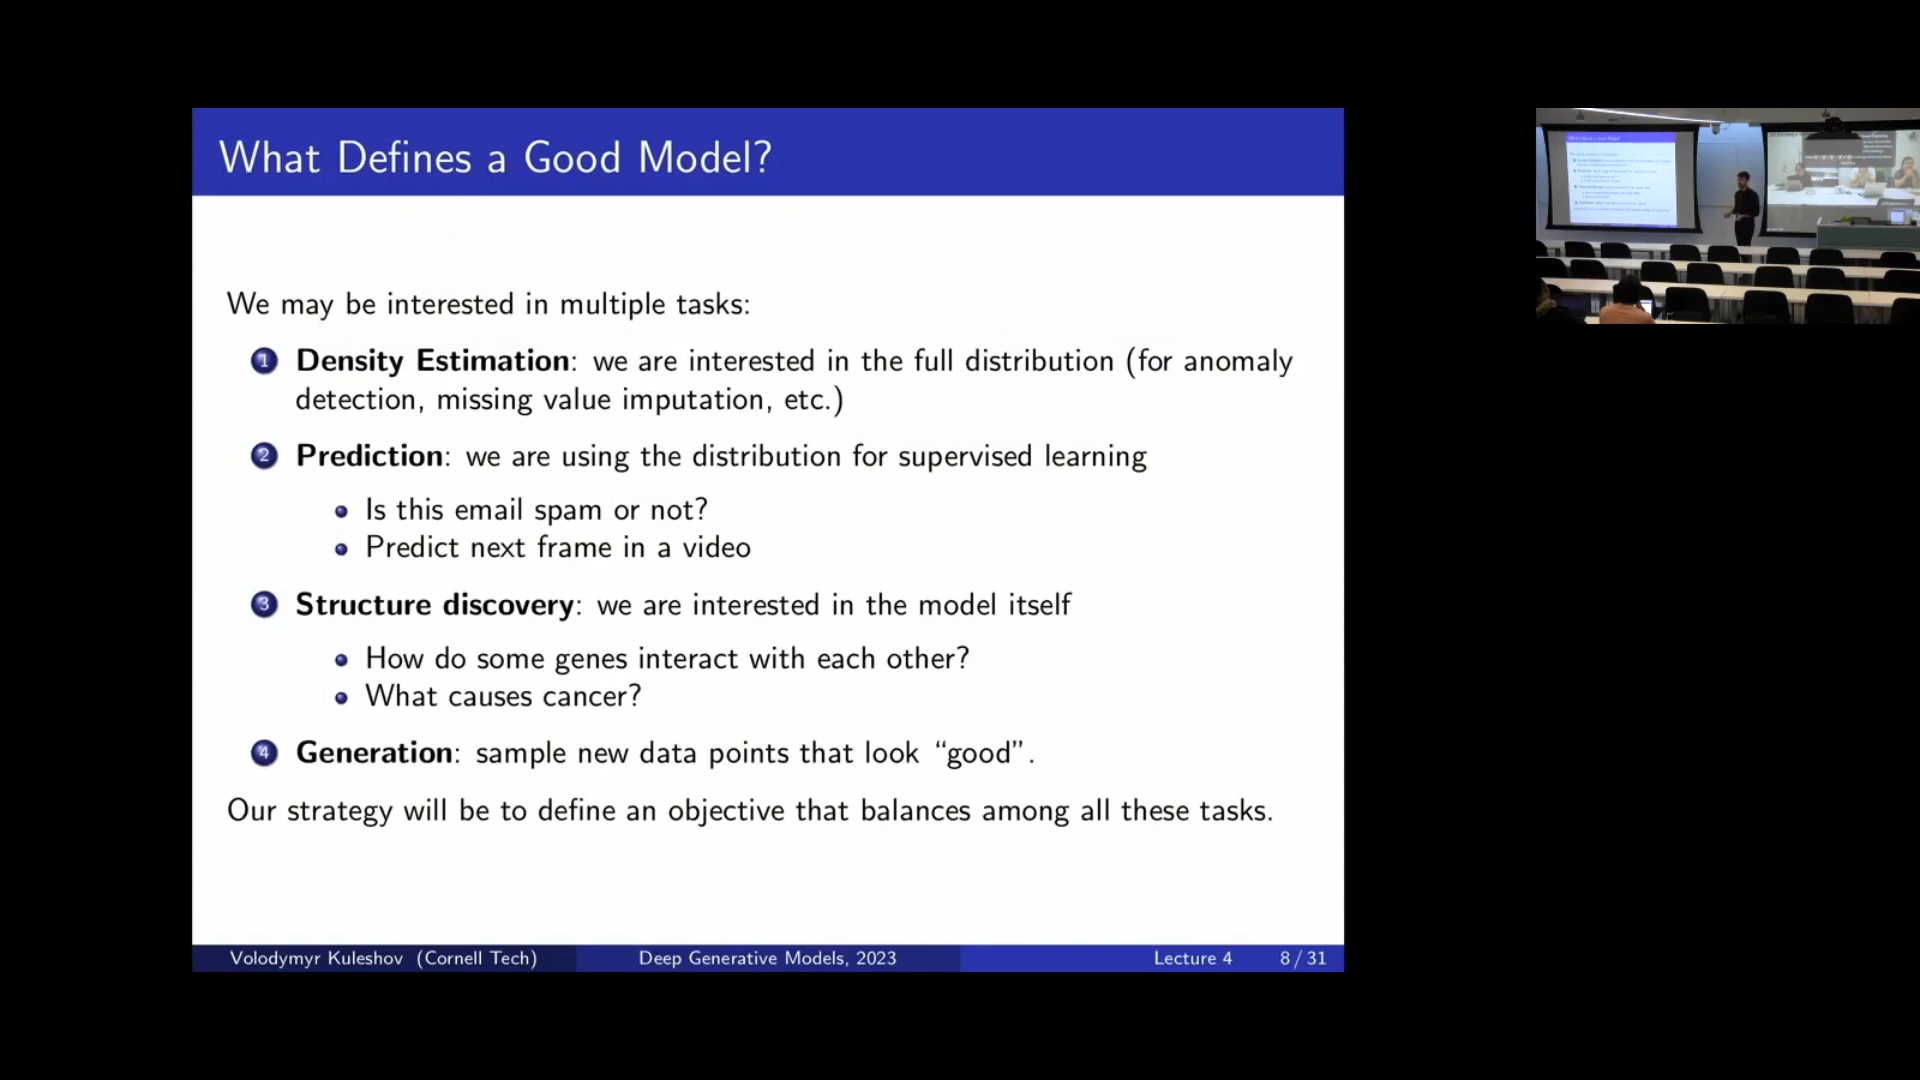 What Defines a Good Model?
We may be interested in multiple tasks:
1 Density Estimation: we are interested in the full distribution (for anomaly
detection, missing value imputation, etc.)
2 Prediction: we are using the distribution for supervised learning
• Is this email spam or not?
• Predict next frame in a video
3 Structure discovery: we are interested in the model itself
• How do some genes interact with each other?
• What causes cancer?
4 Generation: sample new data points that look “good”.
Our strategy will be to define an objective that balances among all these tasks.
Volodymyr Kuleshov (Cornell Tech) Deep Generative Models, 2023 Lecture 4 8 / 31